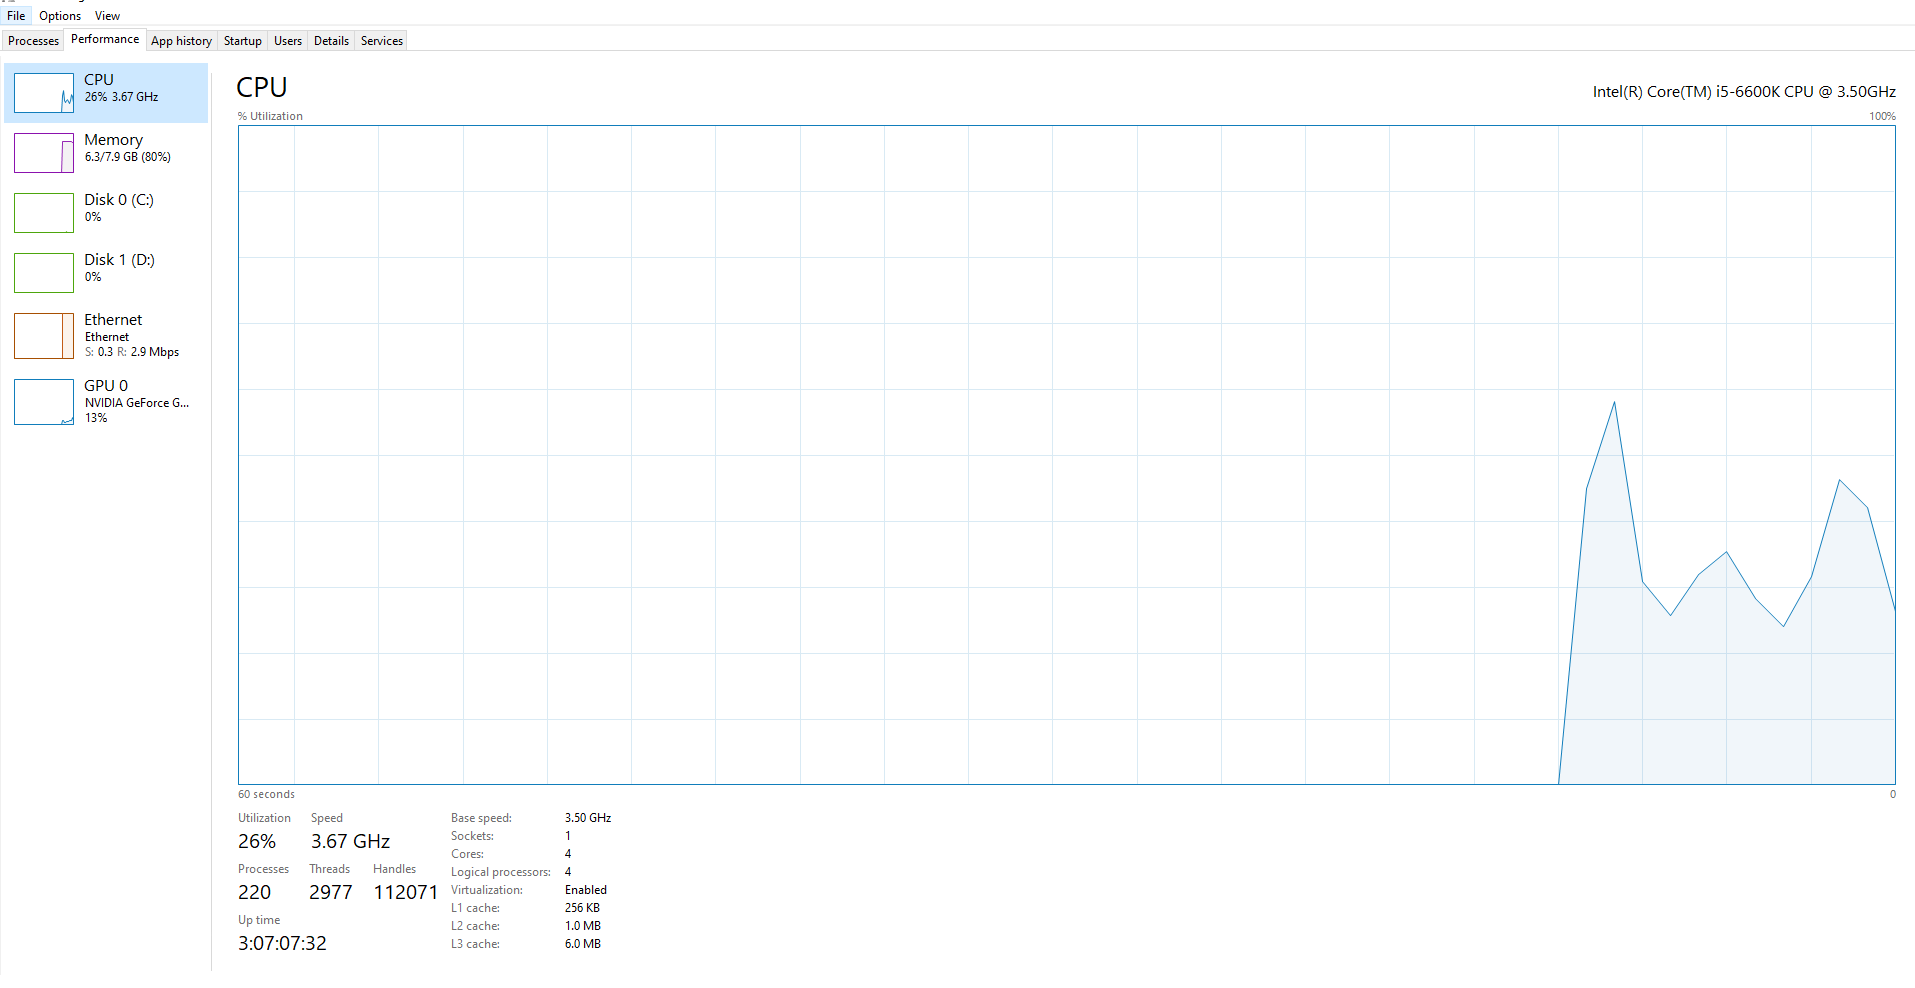 File Options View
Processes Performance App history Startup Users Details Services
CPU
26% 3.67 GHz
Memory
6.3/7.9 GB (80%)
Disk 0 (C:)
0%
Disk 1 (D:)
0%
Ethernet
Ethernet
S: 0.3 R: 2.9 Mbps
GPU 0
NVIDIA GeForce G...
13%
CPU
Intel(R) Core(TM) i5-6600K CPU @ 3.50GHz
% Utilization 100%
60 seconds 0
Utilization Speed
26% 3.67 GHz
Processes Threads Handles
220 2977 112071
Up time
3:07:07:32
Base speed: 3.50 GHz
Sockets: 1
Cores: 4
Logical processors: 4
Virtualization: Enabled
L1 cache: 256 KB
L2 cache: 1.0 MB
L3 cache: 6.0 MB